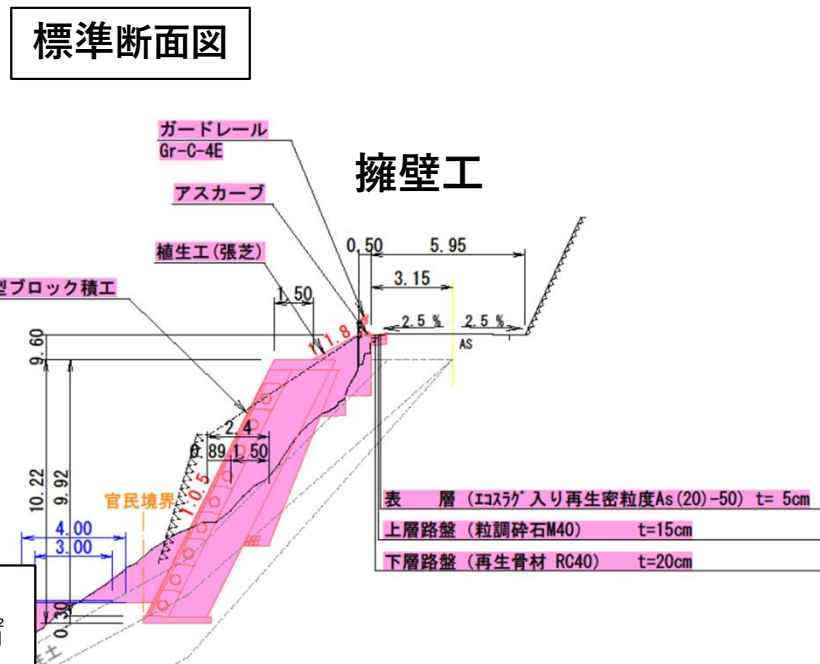 標準断面図
ガードレール
Gr-C-4E
擁壁工
アスカーブ
植生工(張芝)
型ブロック積工
0.50
5.95
3.15
1.50
2.5 %
2.5 %
AS
1:1.8
9.60
2.4
0.89
1.50
1:0.5
10.22
9.92
官民境界
4.00
3.00
0.30
表　層 (ｴｺｽﾗｸﾞ入り再生密粒度As(20)-50) t= 5cm
上層路盤 (粒調砕石M40) t=15cm
下層路盤 (再生骨材 RC40) t=20cm
土